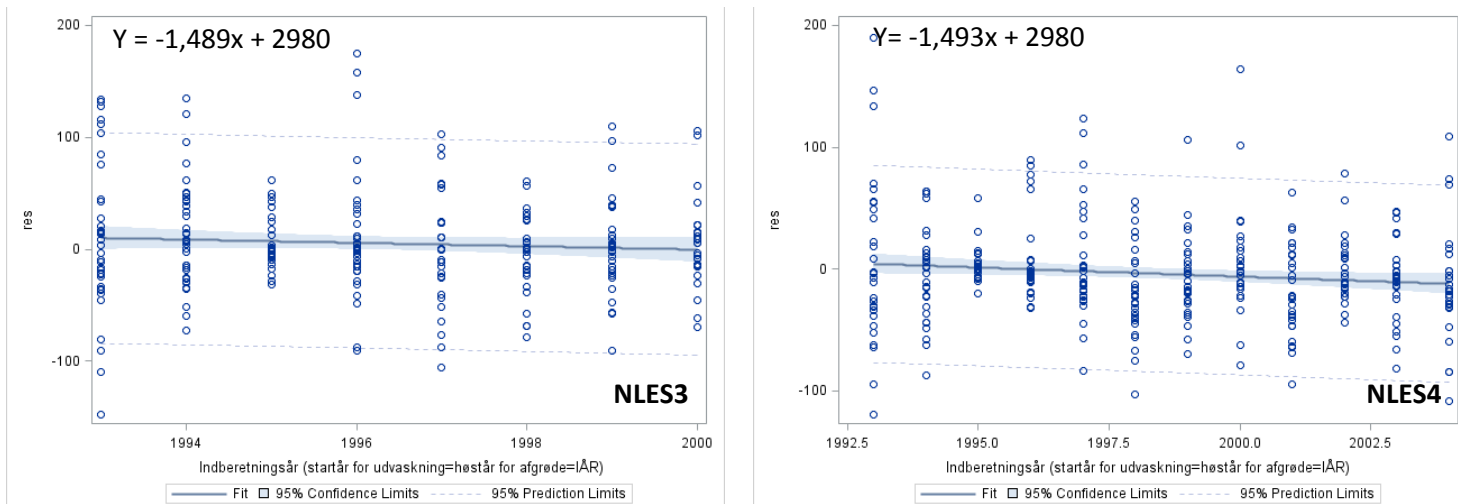 Y = -1,489x + 2980
200
100
0
-100
res
NLES3
1994
1996
1998
2000
Indberetningsår (startår for udvaskning=høstår for afgrøde=IÅR)
Fit 95% Confidence Limits 95% Prediction Limits
Y= -1,493x + 2980
200
100
0
-100
res
NLES4
1992.5
1995.0
1997.5
2000.0
2002.5
Indberetningsår (startår for udvaskning=høstår for afgrøde=IÅR)
Fit 95% Confidence Limits 95% Prediction Limits